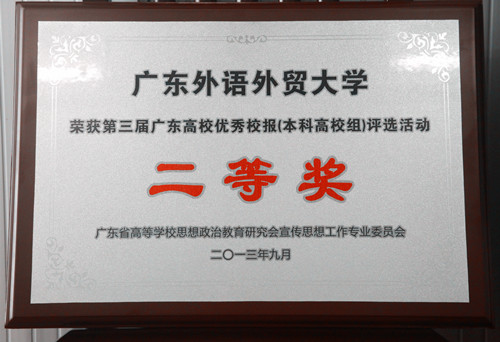 广东外语外贸大学
荣获第三届广东高校优秀校报(本科高校组)评选活动
二等奖
广东省高等学校思想政治教育研究会宣传思想工作专业委员会
二〇一三年九月